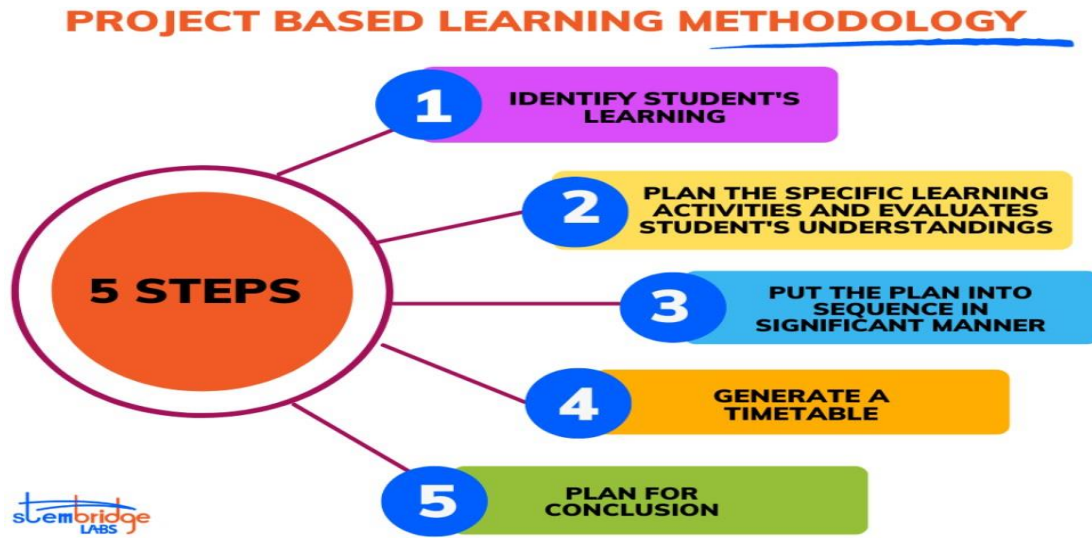 PROJECT BASED LEARNING METHODOLOGY
1
IDENTIFY STUDENT'S
LEARNING
2
PLAN THE SPECIFIC LEARNING
ACTIVITIES AND EVALUATES
STUDENT'S UNDERSTANDINGS
5 STEPS
3
PUT THE PLAN INTO
SEQUENCE IN
SIGNIFICANT MANNER
4
GENERATE A
TIMETABLE
5
PLAN FOR
CONCLUSION
stembridge
LABS